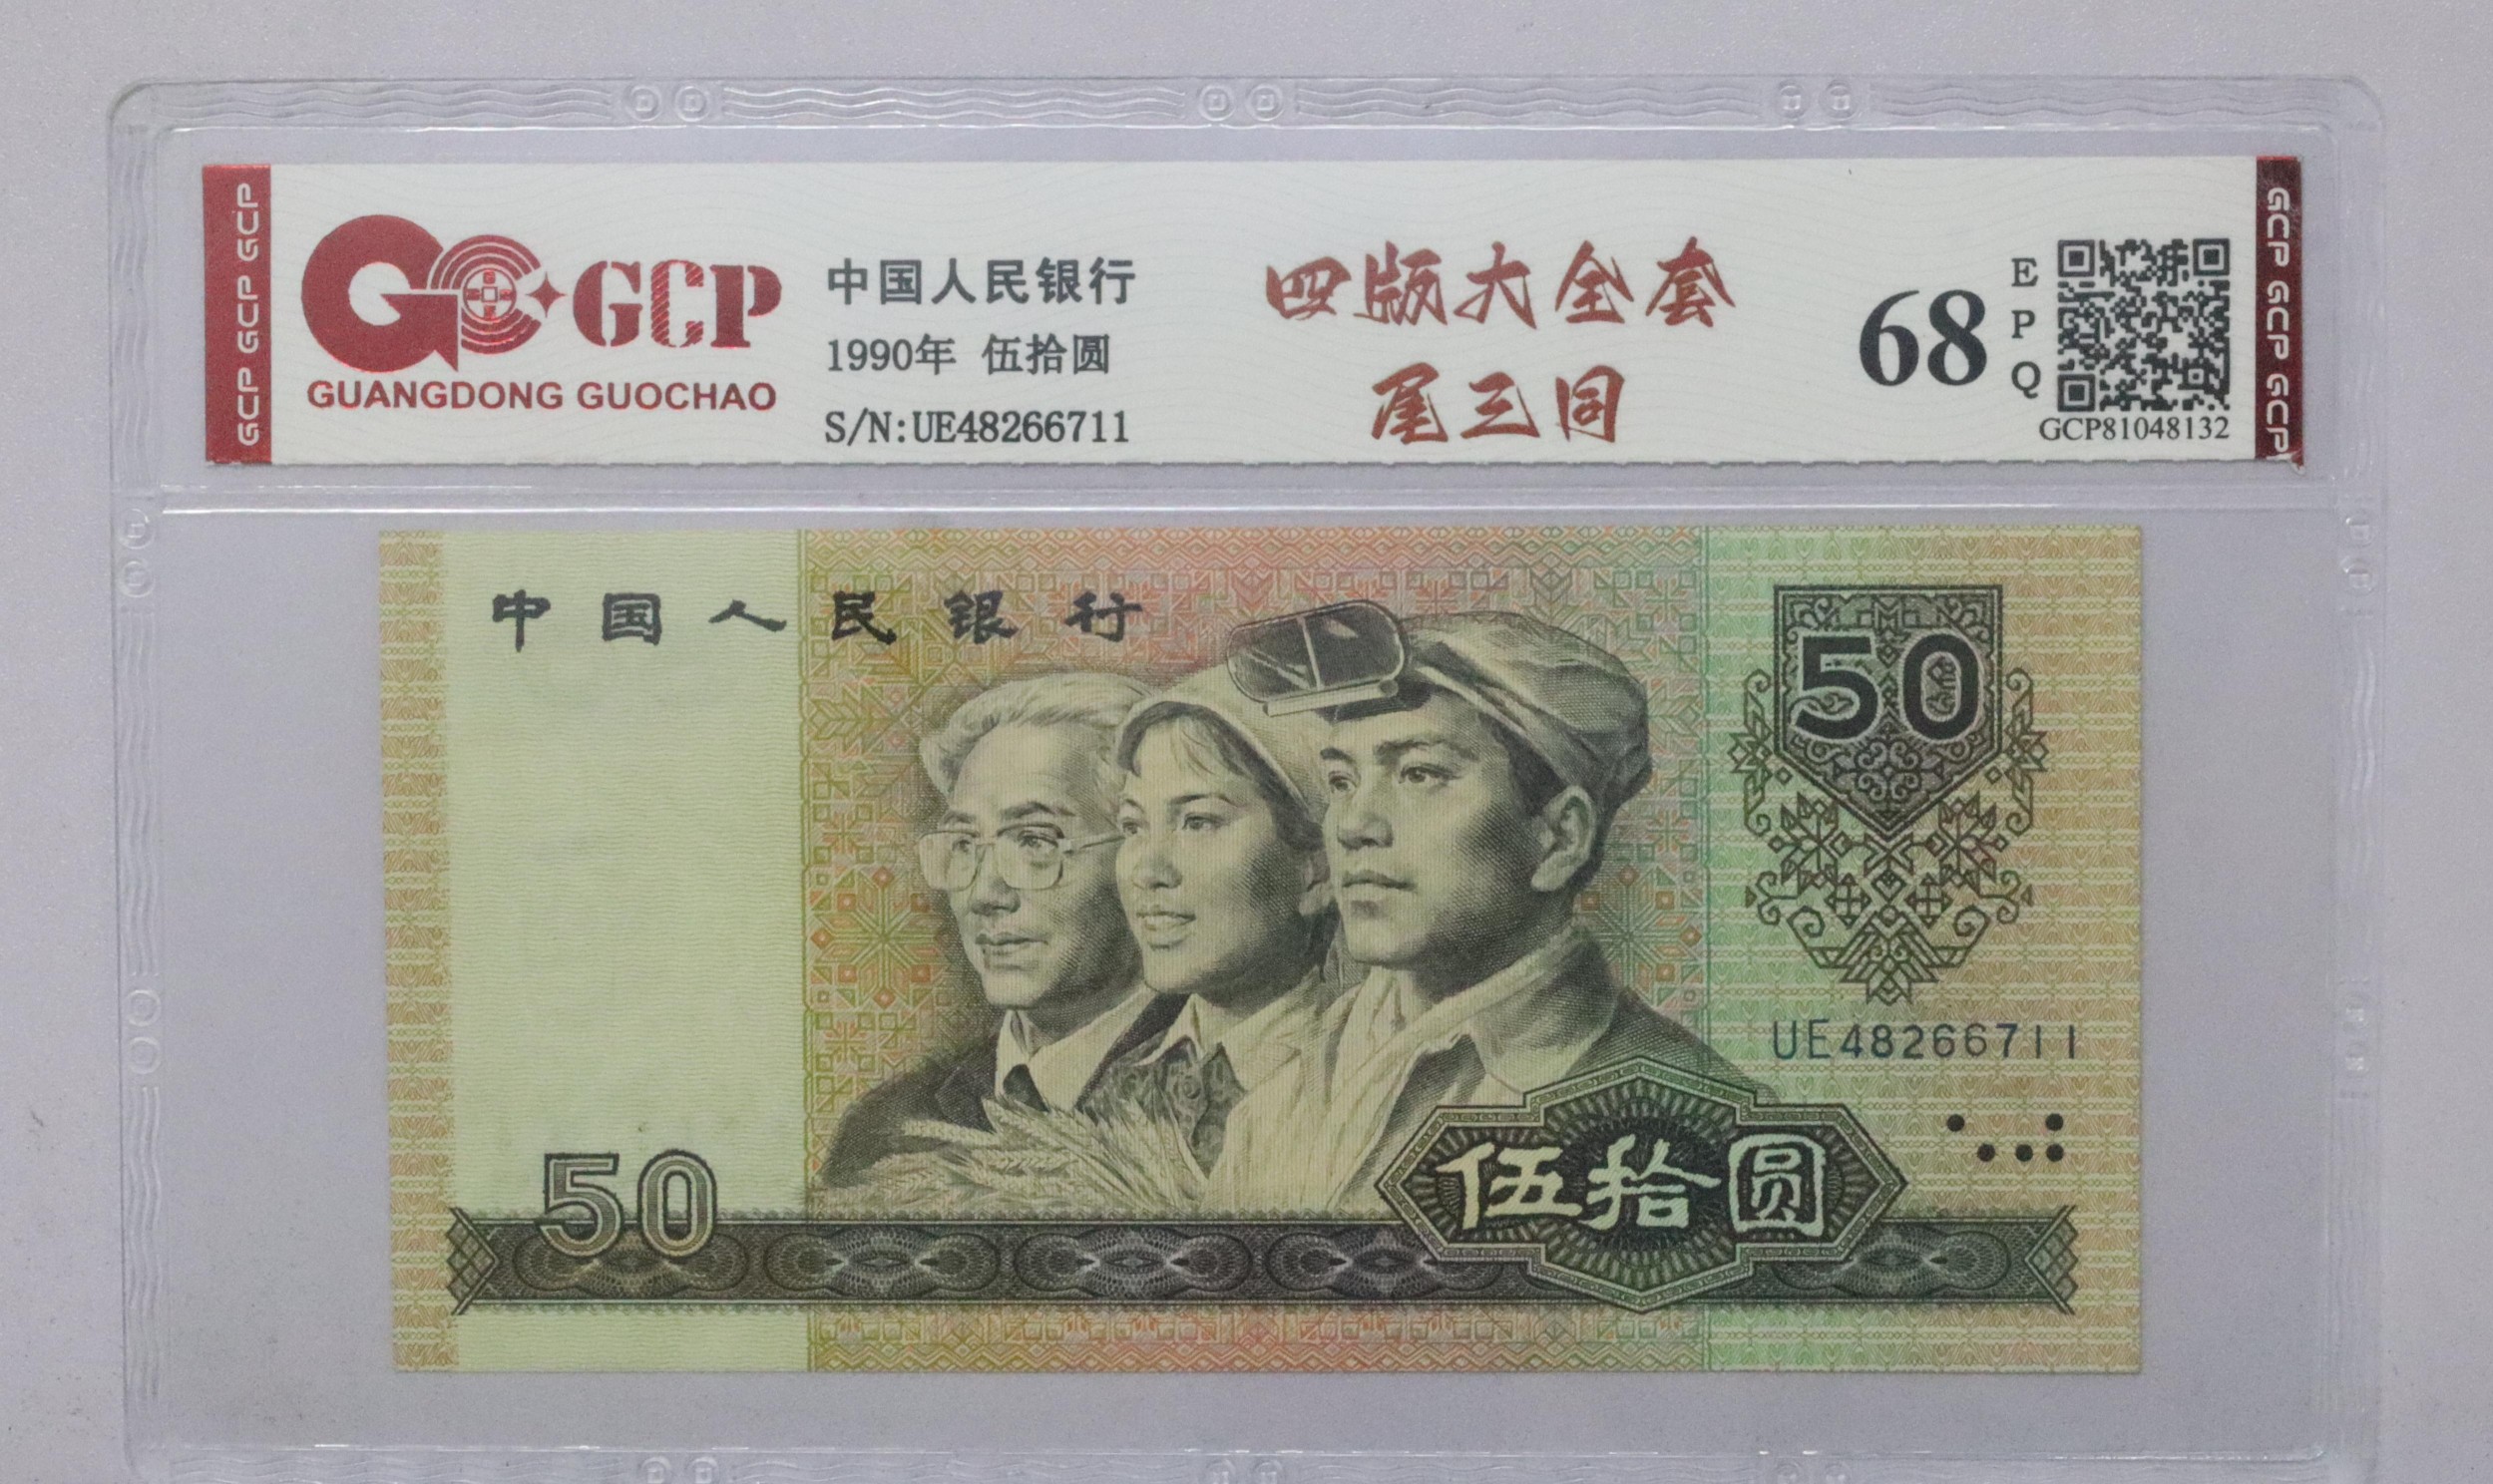 GCP GCP GCP
GCP
GUANGDONG GUOCHAO
中国人民银行
1990年 伍拾圆
S/N:UE48266711
四版大全套
尾三同
68
EPQ
GCP81048132
GCP GCP GCP
中国人民银行
50
UE48266711
50
伍拾圆